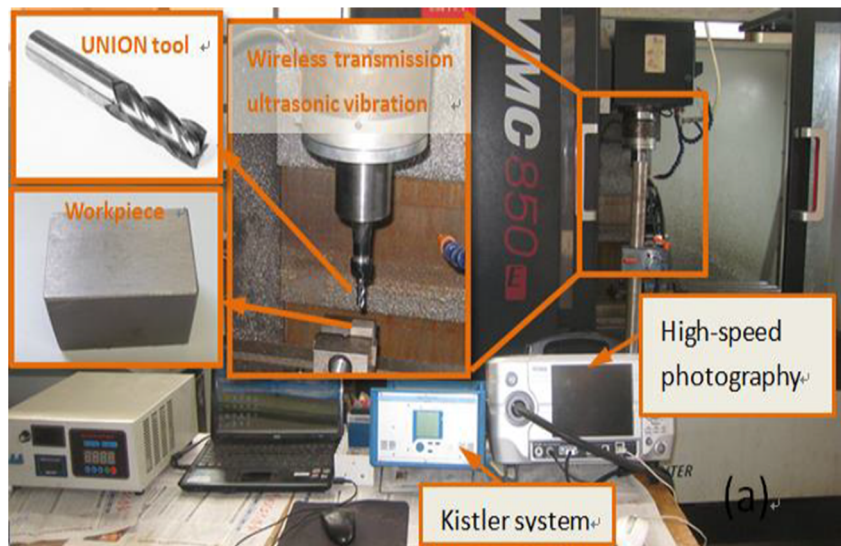 UNION tool
Wireless transmission
ultrasonic vibration
Workpiece
VMC 850 E
High-speed
photography
Kistler system
(a)